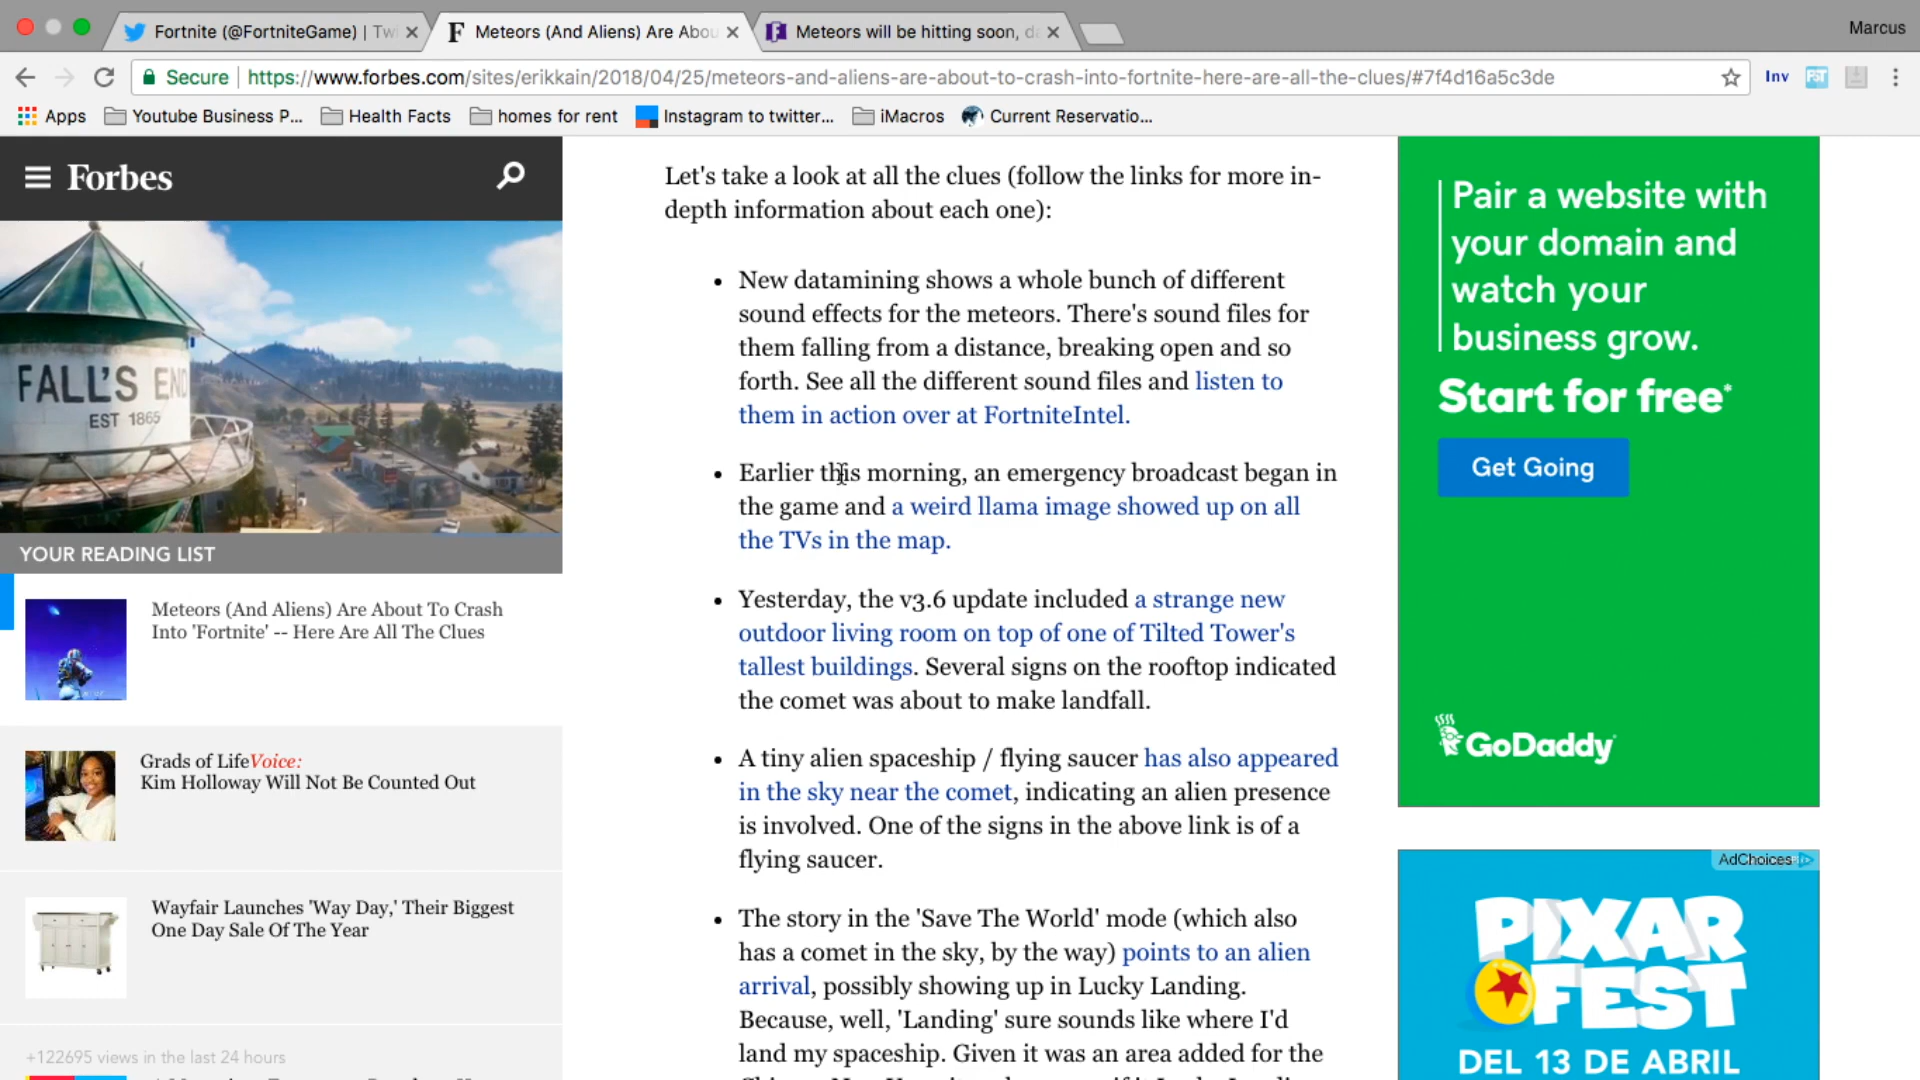 Fortnite (@FortniteGame) | Tw
Meteors (And Aliens) Are Abou
Meteors will be hitting soon, d
Marcus
Secure
https://www.forbes.com/sites/erikkain/2018/04/25/meteors-and-aliens-are-about-to-crash-into-fortnite-here-are-all-the-clues/#7f4d16a5c3de
Inv
Apps
Youtube Business P...
Health Facts
homes for rent
Instagram to twitter...
iMacros
Current Reservatio...
Forbes
FALL'S END
EST 1865
YOUR READING LIST
Meteors (And Aliens) Are About To Crash
Into 'Fortnite' -- Here Are All The Clues
Grads of LifeVoice:
Kim Holloway Will Not Be Counted Out
Wayfair Launches 'Way Day,' Their Biggest
One Day Sale Of The Year
+122695 views in the last 24 hours
Let's take a look at all the clues (follow the links for more in-
depth information about each one):
• New datamining shows a whole bunch of different
sound effects for the meteors. There's sound files for
them falling from a distance, breaking open and so
forth. See all the different sound files and listen to
them in action over at FortniteIntel.
• Earlier this morning, an emergency broadcast began in
the game and a weird llama image showed up on all
the TVs in the map.
• Yesterday, the v3.6 update included a strange new
outdoor living room on top of one of Tilted Tower's
tallest buildings. Several signs on the rooftop indicated
the comet was about to make landfall.
• A tiny alien spaceship / flying saucer has also appeared
in the sky near the comet, indicating an alien presence
is involved. One of the signs in the above link is of a
flying saucer.
• The story in the 'Save The World' mode (which also
has a comet in the sky, by the way) points to an alien
arrival, possibly showing up in Lucky Landing.
Because, well, 'Landing' sure sounds like where I'd
land my spaceship. Given it was an area added for the
Pair a website with
your domain and
watch your
business grow.
Start for free*
Get Going
GoDaddy
AdChoices
PIXAR
FEST
DEL 13 DE ABRIL